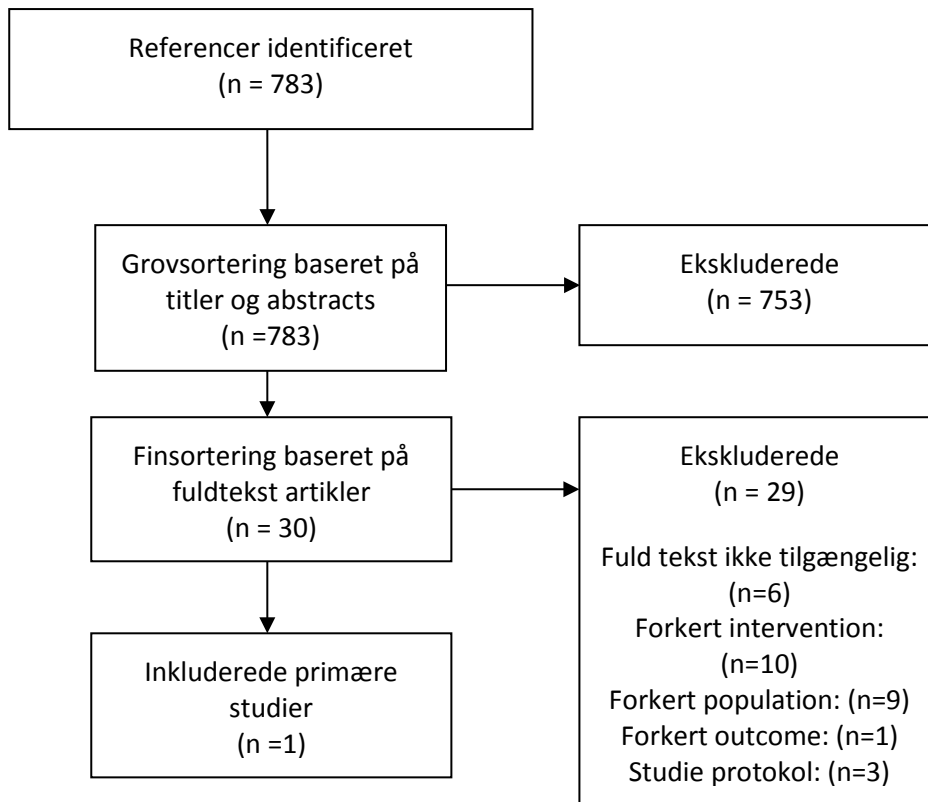 Referencer identificeret
(n = 783)
Grovsortering baseret på
titler og abstracts
(n =783)
Ekskluderede
(n = 753)
Finsortering baseret på
fuldtekst artikler
(n = 30)
Ekskluderede
(n = 29)
Fuld tekst ikke tilgængelig:
(n=6)
Forkert intervention:
(n=10)
Forkert population: (n=9)
Forkert outcome: (n=1)
Studie protokol: (n=3)
Inkluderede primære
studier
(n =1)